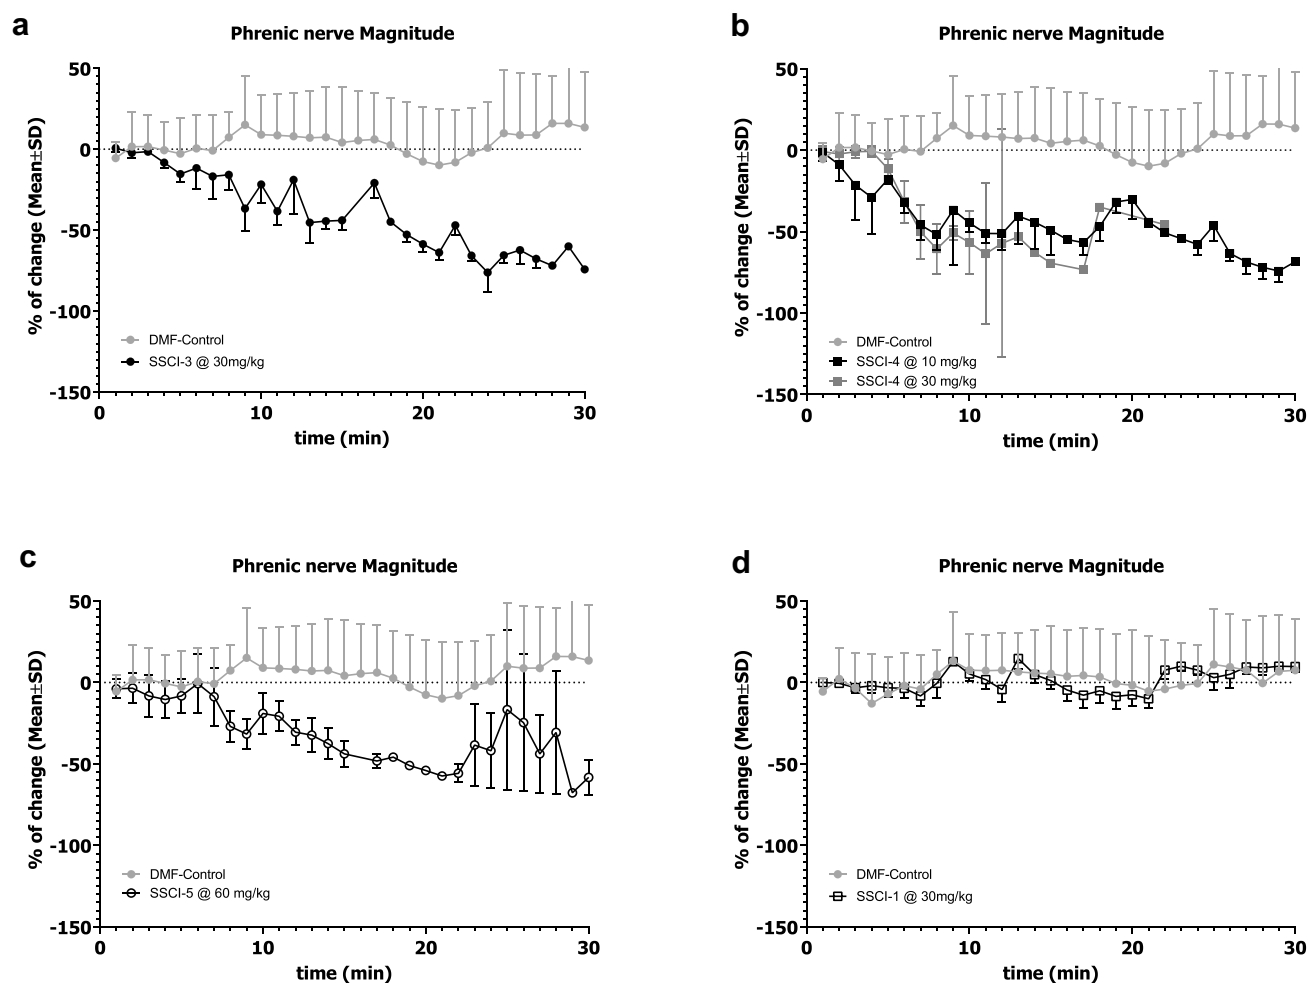 a
Phrenic nerve Magnitude
50
0
-50
-100
-150
% of change (Mean±SD)
DMF-Control
SSCI-3 @ 30mg/kg
0 10 20 30
time (min)
b
Phrenic nerve Magnitude
50
0
-50
-100
-150
% of change (Mean±SD)
DMF-Control
SSCI-4 @ 10 mg/kg
SSCI-4 @ 30 mg/kg
0 10 20 30
time (min)
c
Phrenic nerve Magnitude
50
0
-50
-100
-150
% of change (Mean±SD)
DMF-Control
SSCI-5 @ 60 mg/kg
0 10 20 30
time (min)
d
Phrenic nerve Magnitude
50
0
-50
-100
-150
% of change (Mean±SD)
DMF-Control
SSCI-1 @ 30mg/kg
0 10 20 30
time (min)